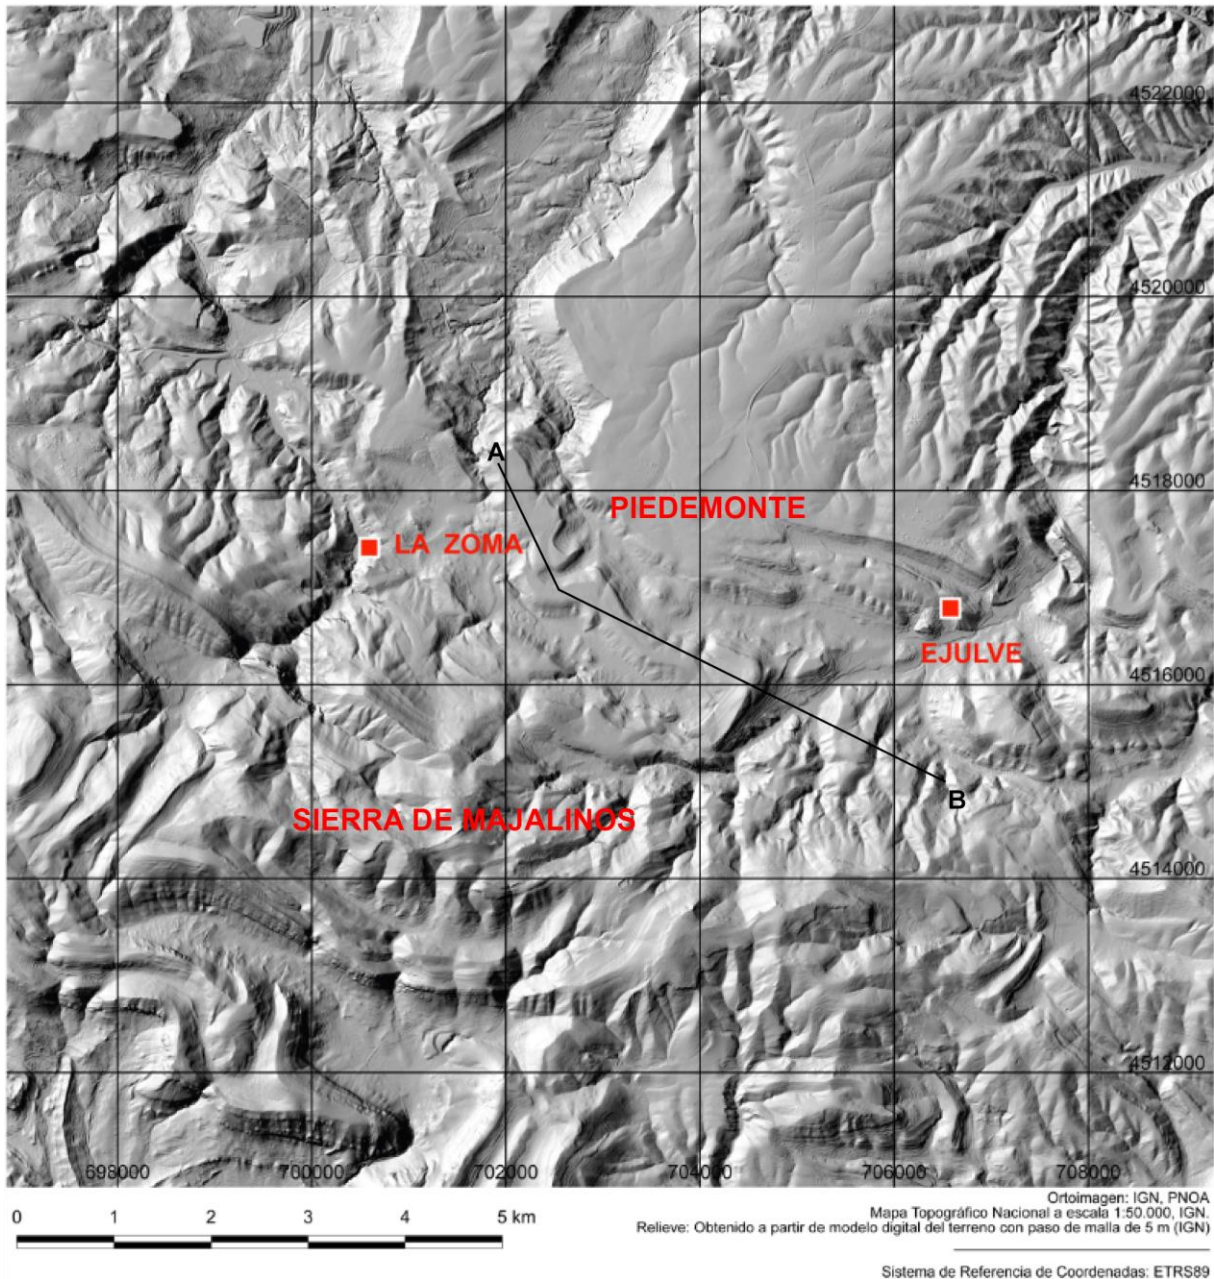 4522000
4520000
A
4518000
PIEDEMONTE
LA ZOMA
EJULVE
4516000
B
SIERRA DE MAJALINOS
4514000
4512000
698000 700000 702000 704000 706000 708000
0 1 2 3 4 5 km
Ortoimagen: IGN, PNOA
Mapa Topográfico Nacional a escala 1:50.000, IGN.
Relieve: Obtenido a partir de modelo digital del terreno con paso de malla de 5 m (IGN)
Sistema de Referencia de Coordenadas: ETRS89